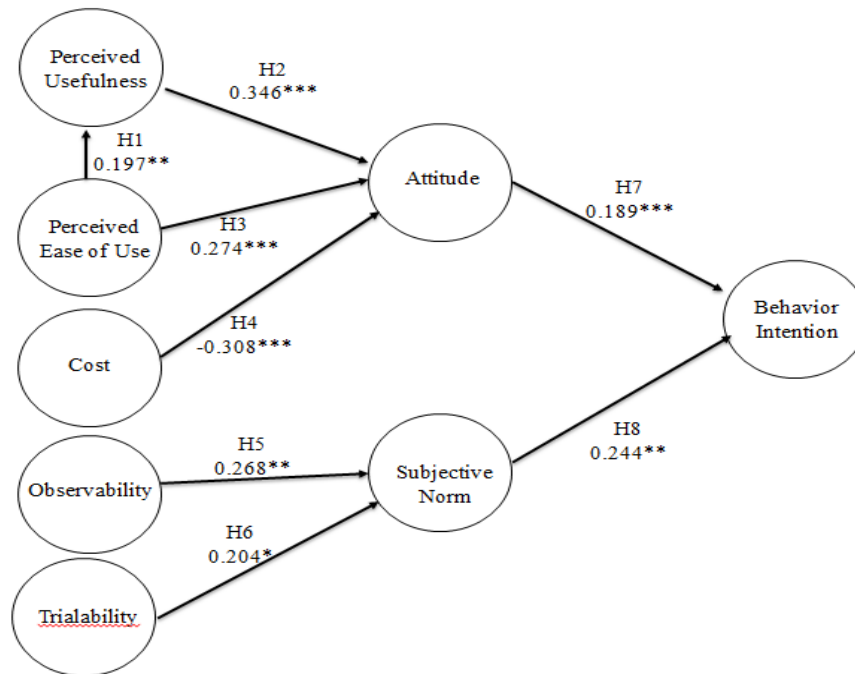 Perceived
Usefulness
H2
0.346***
H1
0.197**
Attitude
H7
0.189***
Perceived
Ease of Use
H3
0.274***
Behavior
Intention
H4
-0.308***
Cost
H8
0.244**
H5
0.268**
Subjective
Norm
Observability
H6
0.204*
Trialability